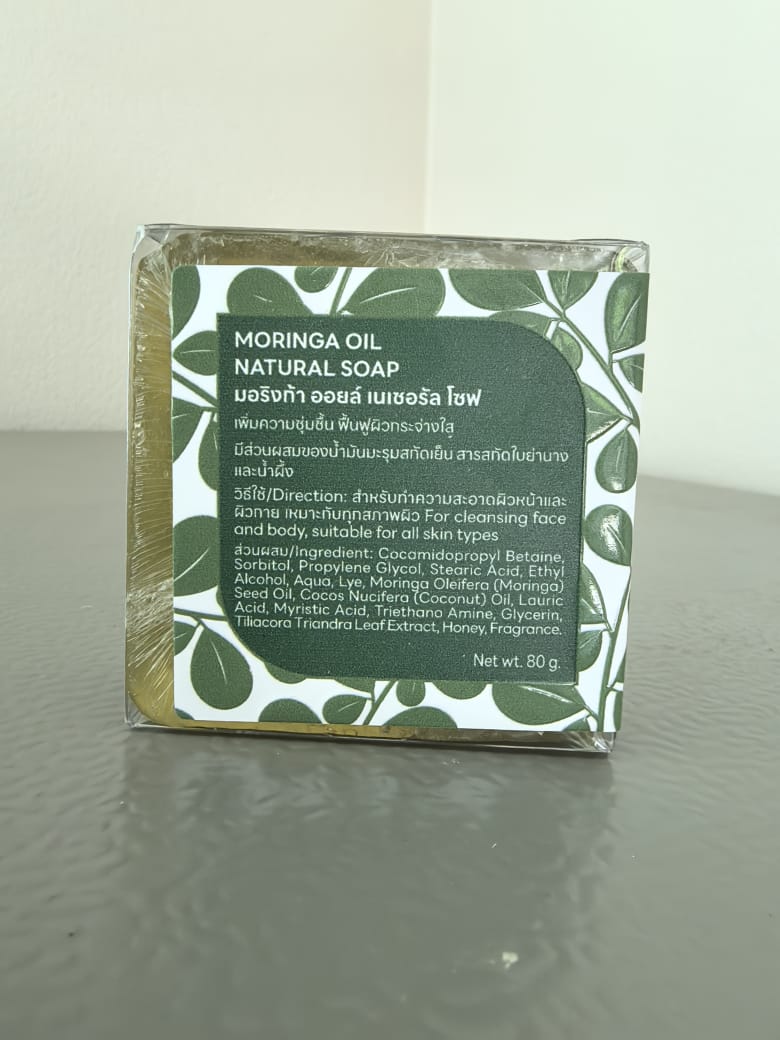 MORINGA OIL
NATURAL SOAP
มอริงก้า ออยล์ เนเชอรัล โซฟ
เพิ่มความชุ่มชื้น ฟื้นฟูผิวกระจ่างใส
มีส่วนผสมของน้ำมันมะรุมสกัดเย็น สารสกัดใบย่านาง
และน้ำผึ้ง
วิธีใช้/Direction: สำหรับทำความสะอาดผิวหน้าและ
ผิวกาย เหมาะกับทุกสภาพผิว For cleansing face
and body, suitable for all skin types
ส่วนผสม/Ingredient: Cocamidopropyl Betaine,
Sorbitol, Propylene Glycol, Stearic Acid, Ethyl
Alcohol, Aqua, Lye, Moringa Oleifera (Moringa)
Seed Oil, Cocos Nucifera (Coconut) Oil, Lauric
Acid, Myristic Acid, Triethano Amine, Glycerin,
Tiliacora Triandra Leaf Extract, Honey, Fragrance.
Net wt. 80 g.